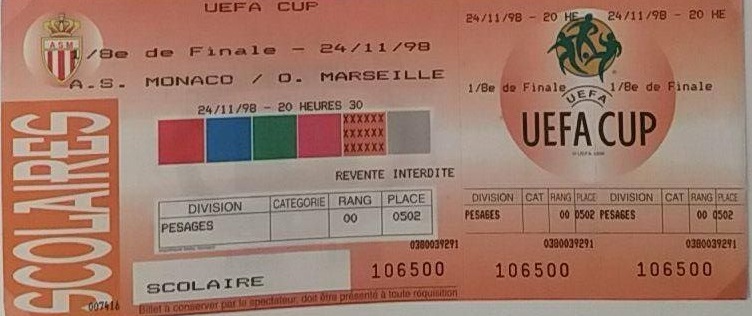 UEFA CUP
A.S.M
1/8e de Finale - 24/11/98
A.S. MONACO / O. MARSEILLE
24/11/98 - 20 HEURES 30
XXXXXX
XXXXXX
XXXXXX
REVENTE INTERDITE
DIVISION CATEGORIE RANG PLACE
PESAGES 00 0502
0380039291
SCOLAIRE 106500
Billet à conserver par le spectateur, doit être présenté à toute réquisition
SCOLAIRES
007416
24/11/98 - 20 HE 24/11/98 - 20 HE
1/8e de Finale 1/8e de Finale
UEFA
UEFA CUP
DIVISION CAT RANG PLACE DIVISION CAT RANG PLACE
PESAGES 00 0502 PESAGES 00 0502
0380039291 0380039291
106500 106500